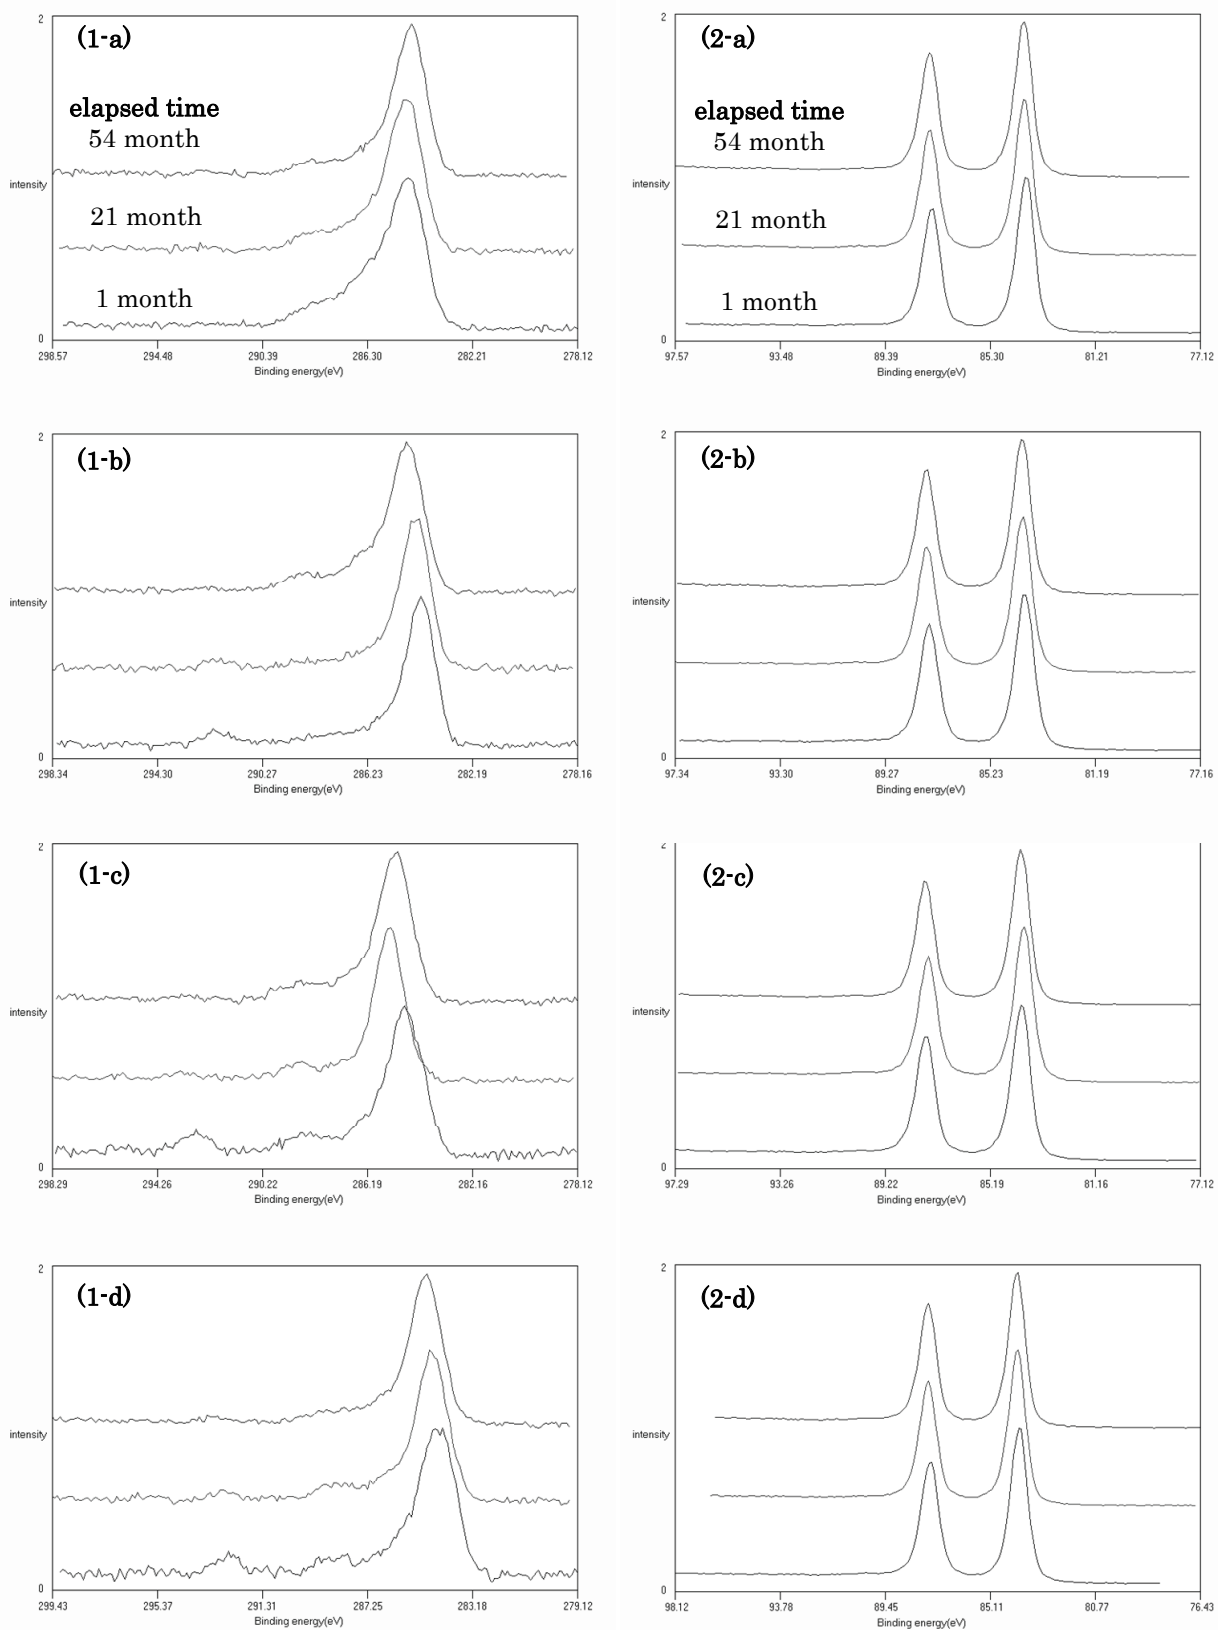 (1-a)
2
elapsed time
54 month
intensity
21 month
1 month
0
298.57 294.48 290.39 286.30 282.21 278.12
Binding energy(eV)
(2-a)
2
elapsed time
54 month
intensity
21 month
1 month
0
97.57 93.48 89.39 85.30 81.21 77.12
Binding energy(eV)
(1-b)
2
intensity
0
298.34 294.30 290.27 286.23 282.19 278.16
Binding energy(eV)
(2-b)
2
intensity
0
97.34 93.30 89.27 85.23 81.19 77.16
Binding energy(eV)
(1-c)
2
intensity
0
298.29 294.26 290.22 286.19 282.16 278.12
Binding energy(eV)
(2-c)
2
intensity
0
97.29 93.26 89.22 85.19 81.16 77.12
Binding energy(eV)
(1-d)
2
intensity
0
299.43 295.37 291.31 287.25 283.18 279.12
Binding energy(eV)
(2-d)
2
intensity
0
98.12 93.78 89.45 85.11 80.77 76.43
Binding energy(eV)